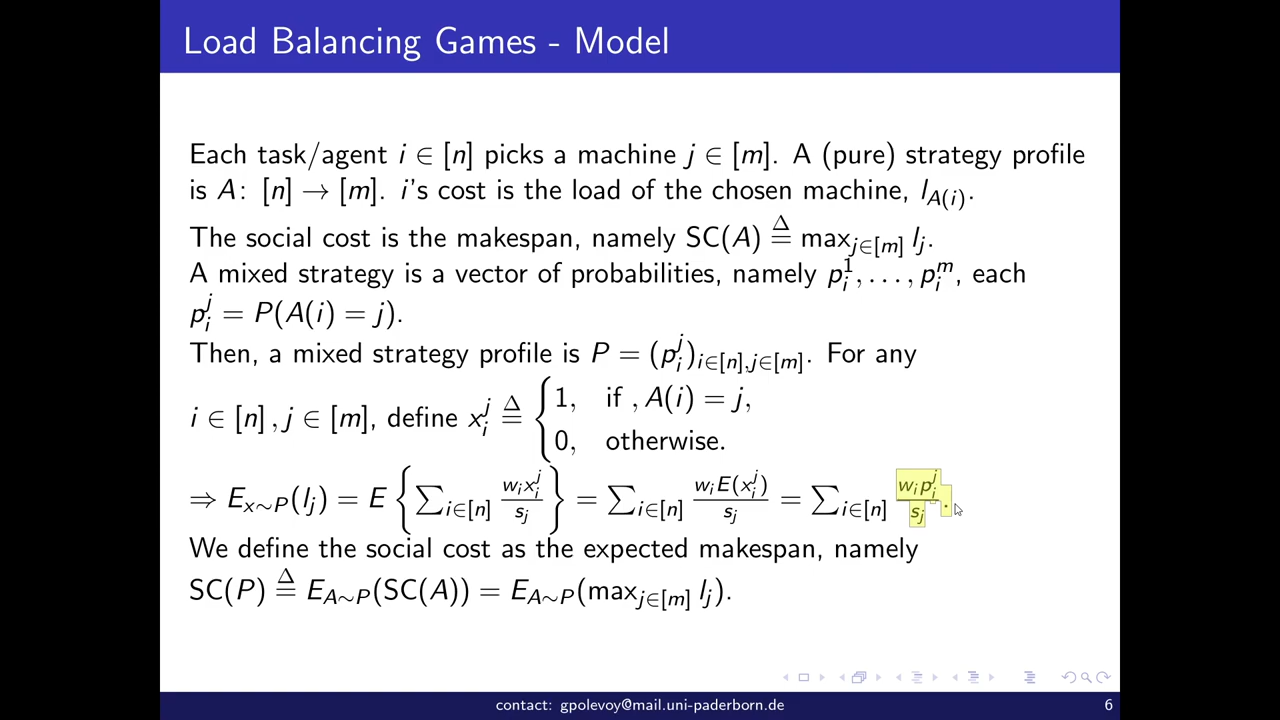 Load Balancing Games - Model
Each task/agent i ∈ [n] picks a machine j ∈ [m]. A (pure) strategy profile
is A: [n] → [m]. i's cost is the load of the chosen machine, l_{A(i)}.
The social cost is the makespan, namely SC(A) ≜ max_{j∈[m]} l_j.
A mixed strategy is a vector of probabilities, namely p_i^1, . . . , p_i^m, each
p_i^j = P(A(i) = j).
Then, a mixed strategy profile is P = (p_i^j)_{i∈[n],j∈[m]}. For any
i ∈ [n] , j ∈ [m], define x_i^j ≜ { 1, if , A(i) = j,
0, otherwise.
⇒ E_{x∼P}(l_j) = E { ∑_{i∈[n]} \frac{w_i x_i^j}{s_j} } = ∑_{i∈[n]} \frac{w_i E(x_i^j)}{s_j} = ∑_{i∈[n]} \frac{w_i p_i^j}{s_j}.
We define the social cost as the expected makespan, namely
SC(P) ≜ E_{A∼P}(SC(A)) = E_{A∼P}(max_{j∈[m]} l_j).
contact: gpolevoy@mail.uni-paderborn.de 6